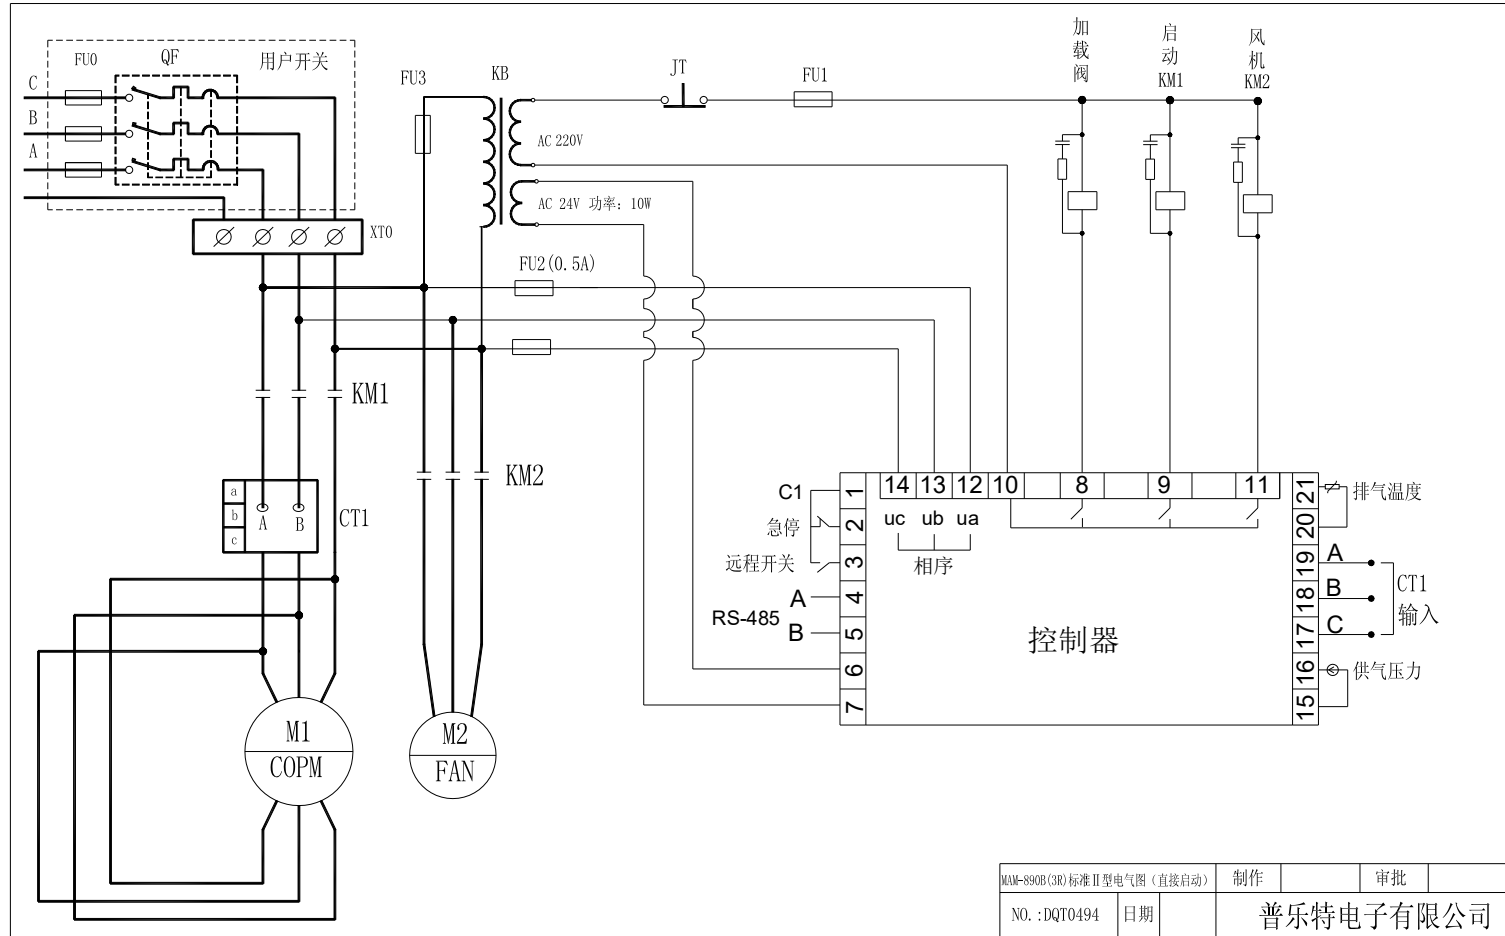 FU0
QF
用户开关
C
B
A
XT0
FU3
KB
JT
FU1
加载阀
启动
KM1
风机
KM2
AC 220V
AC 24V 功率: 10W
FU2(0.5A)
KM1
KM2
a
b
c
A
B
CT1
M1
COPM
M2
FAN
C1
急停
远程开关
RS-485
A
B
1
2
3
4
5
6
7
14
13
12
10
8
9
11
uc
ub
ua
相序
控制器
21
20
19
18
17
16
15
排气温度
A
B
C
CT1
输入
供气压力
MAM-890B(3R)标准Ⅱ型电气图（直接启动）
制作
审批
NO.:DQT0494
日期
普乐特电子有限公司